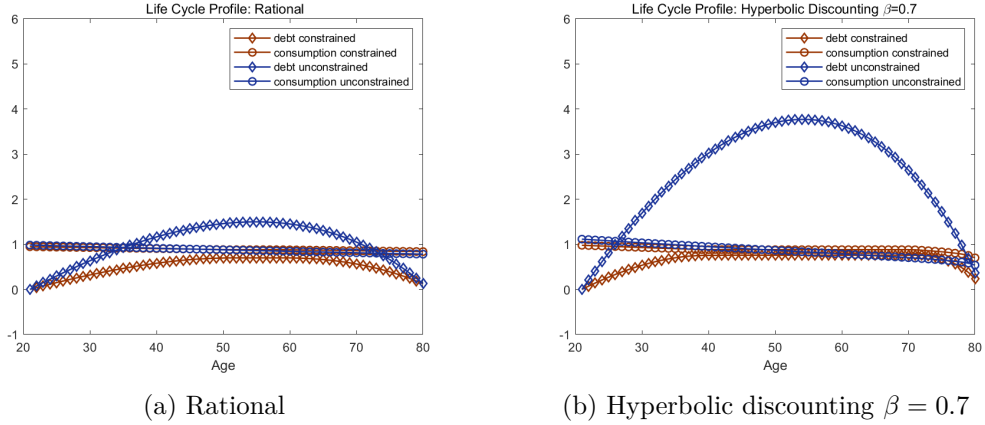 Life Cycle Profile: Rational
6
5
4
3
2
1
0
-1
20 30 40 50 60 70 80
Age
debt constrained
consumption constrained
debt unconstrained
consumption unconstrained
(a) Rational
Life Cycle Profile: Hyperbolic Discounting β=0.7
6
5
4
3
2
1
0
-1
20 30 40 50 60 70 80
Age
debt constrained
consumption constrained
debt unconstrained
consumption unconstrained
(b) Hyperbolic discounting β = 0.7